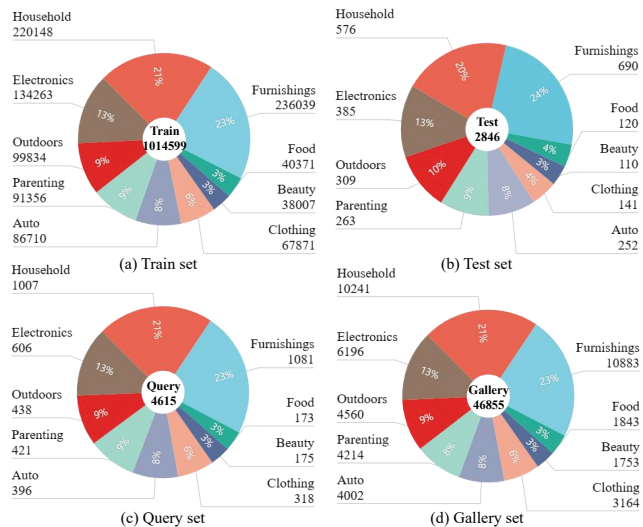 Household
220148
21%
Furnishings
236039
23%
Electronics
134263
13%
Train
1014599
Outdoors
99834
9%
Food
40371
3%
Parenting
91356
9%
Beauty
38007
3%
Auto
86710
8%
Clothing
67871
6%
(a) Train set
Household
576
20%
Furnishings
690
24%
Electronics
385
13%
Test
2846
Food
120
4%
Beauty
110
3%
Outdoors
309
10%
Clothing
141
4%
Parenting
263
9%
Auto
252
8%
(b) Test set
Household
1007
21%
Furnishings
1081
23%
Electronics
606
13%
Query
4615
Outdoors
438
9%
Food
173
3%
Parenting
421
9%
Beauty
175
3%
Auto
396
8%
Clothing
318
6%
(c) Query set
Household
10241
21%
Furnishings
10883
23%
Electronics
6196
13%
Gallery
46855
Outdoors
4560
9%
Food
1843
3%
Parenting
4214
8%
Beauty
1753
3%
Auto
4002
8%
Clothing
3164
6%
(d) Gallery set